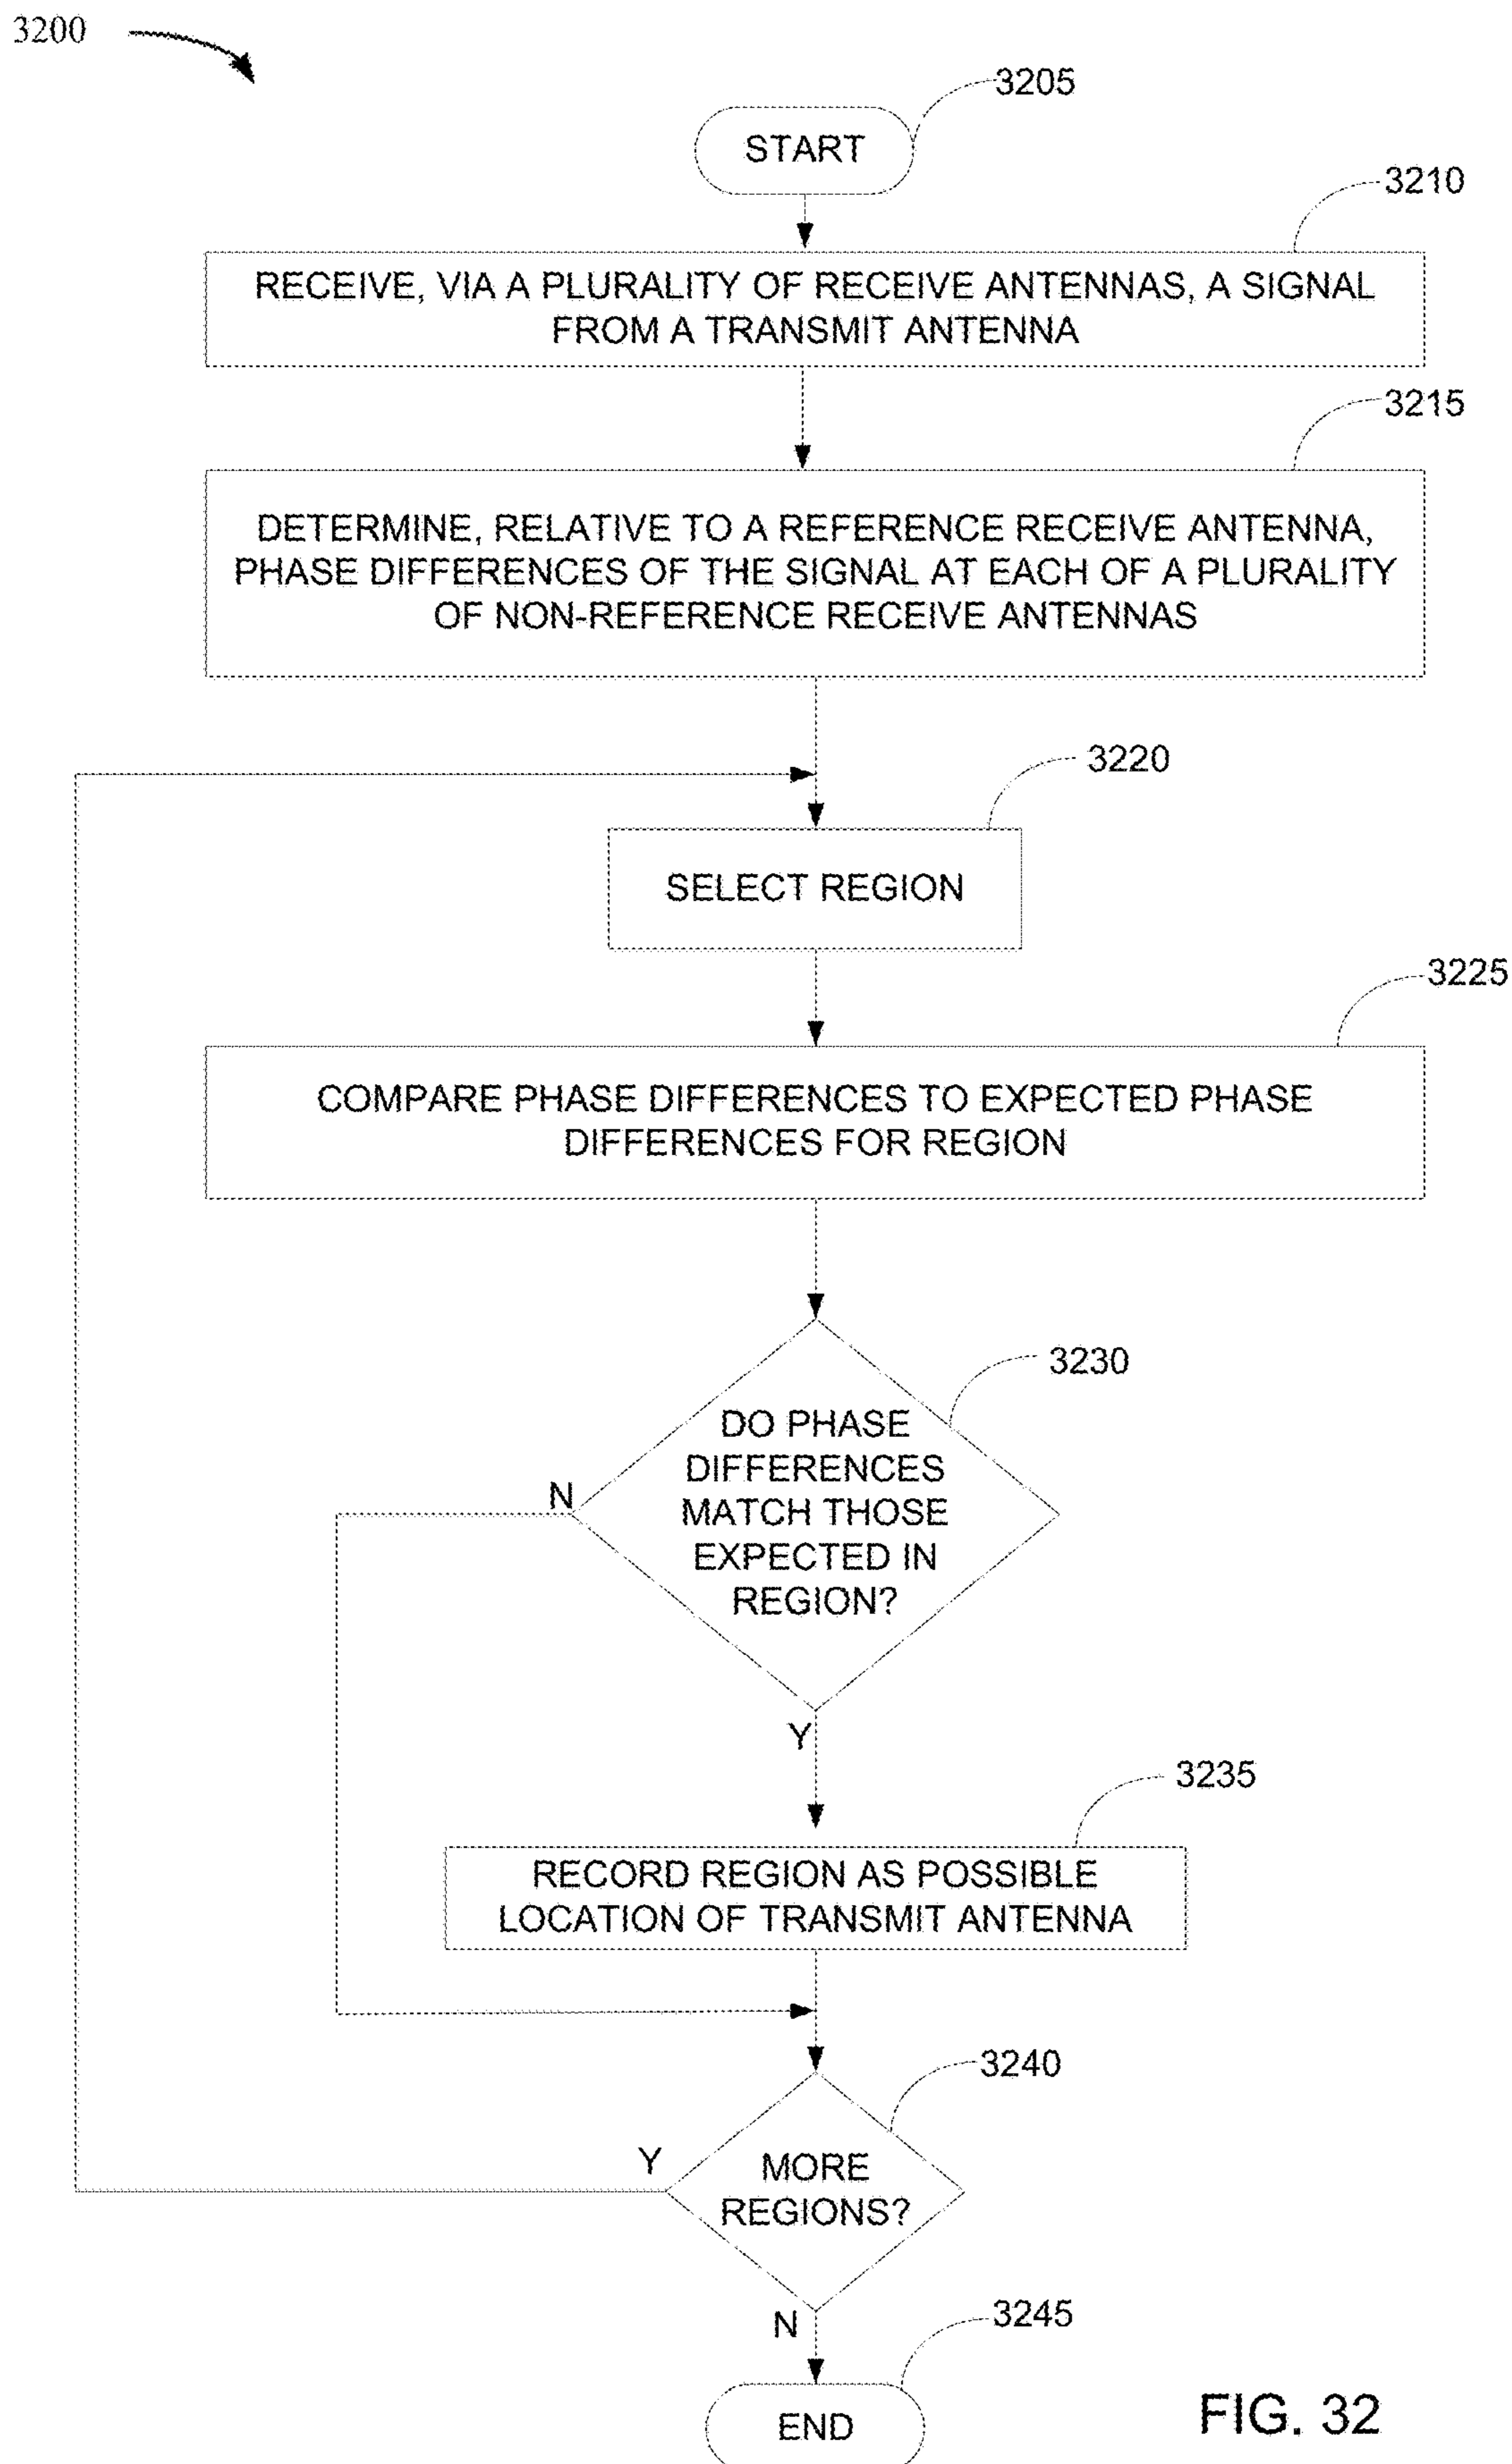 3200
3205
START
3210
RECEIVE, VIA A PLURALITY OF RECEIVE ANTENNAS, A SIGNAL
FROM A TRANSMIT ANTENNA
3215
DETERMINE, RELATIVE TO A REFERENCE RECEIVE ANTENNA,
PHASE DIFFERENCES OF THE SIGNAL AT EACH OF A PLURALITY
OF NON-REFERENCE RECEIVE ANTENNAS
3220
SELECT REGION
3225
COMPARE PHASE DIFFERENCES TO EXPECTED PHASE
DIFFERENCES FOR REGION
3230
DO PHASE
DIFFERENCES
MATCH THOSE
EXPECTED IN
REGION?
N
Y
3235
RECORD REGION AS POSSIBLE
LOCATION OF TRANSMIT ANTENNA
3240
MORE
REGIONS?
Y
N
3245
END
FIG. 32